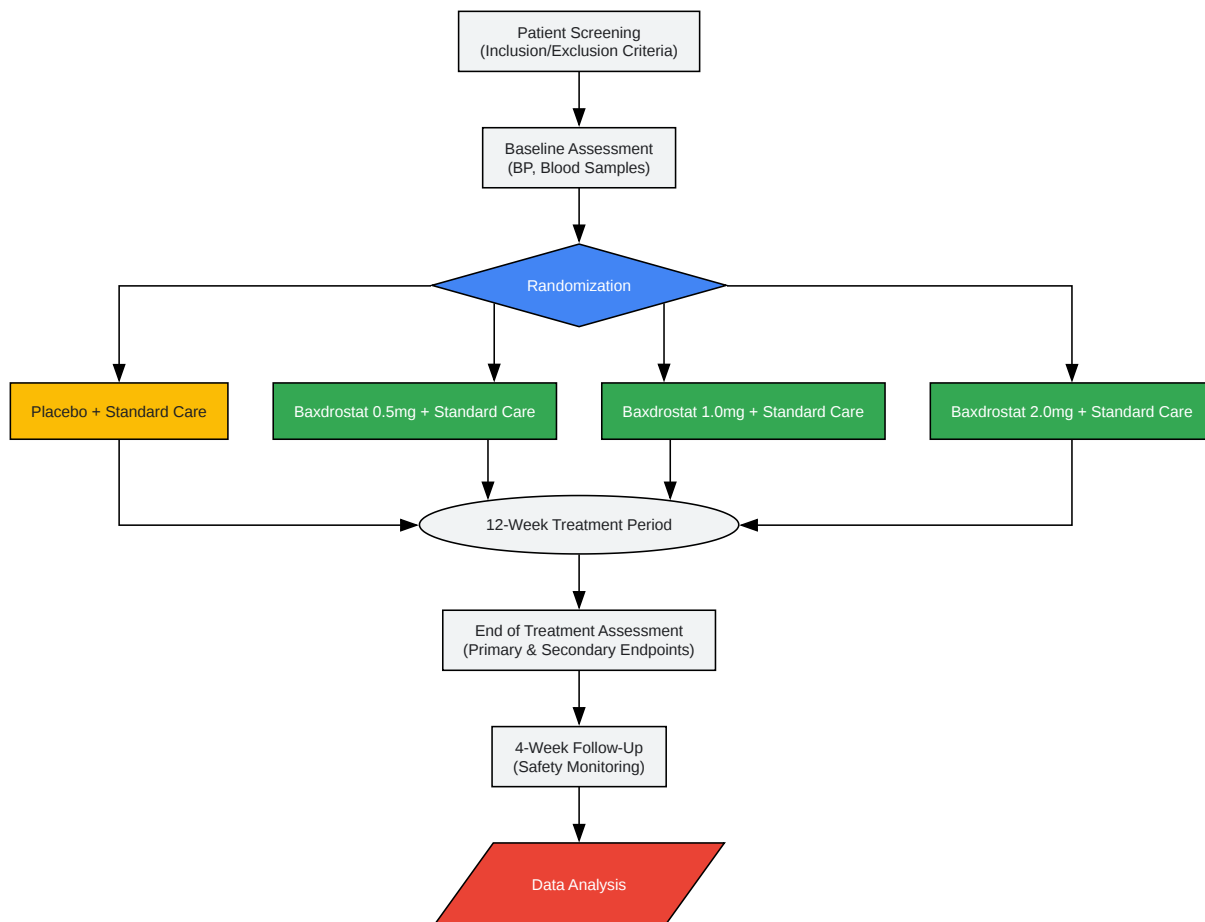 Patient Screening
(Inclusion/Exclusion Criteria)
Baseline Assessment
(BP, Blood Samples)
Randomization
Placebo + Standard Care
Baxdrostat 0.5mg + Standard Care
Baxdrostat 1.0mg + Standard Care
Baxdrostat 2.0mg + Standard Care
12-Week Treatment Period
End of Treatment Assessment
(Primary & Secondary Endpoints)
4-Week Follow-Up
(Safety Monitoring)
Data Analysis